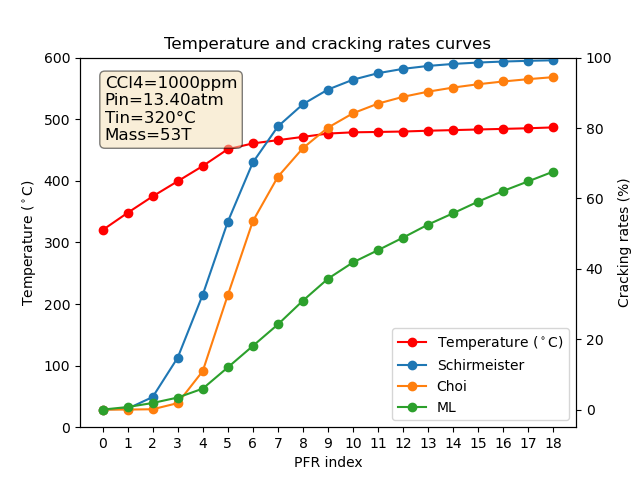 Temperature and cracking rates curves
CCl4=1000ppm
Pin=13.40atm
Tin=320°C
Mass=53T
Temperature (°C)
600
500
400
300
200
100
0
100
80
60
40
20
0
Cracking rates (%)
Temperature (°C)
Schirmeister
Choi
ML
0 1 2 3 4 5 6 7 8 9 10 11 12 13 14 15 16 17 18
PFR index